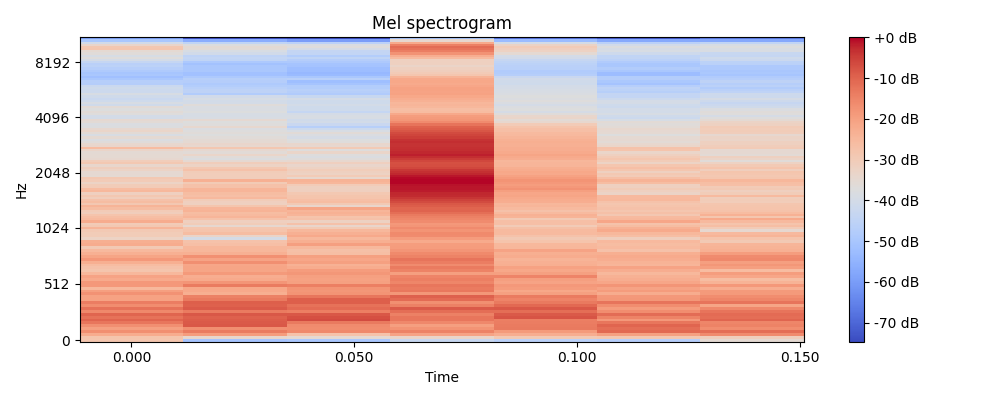 Mel spectrogram
Hz
8192
4096
2048
1024
512
0
0.000 0.050 0.100 0.150
Time
+0 dB
-10 dB
-20 dB
-30 dB
-40 dB
-50 dB
-60 dB
-70 dB